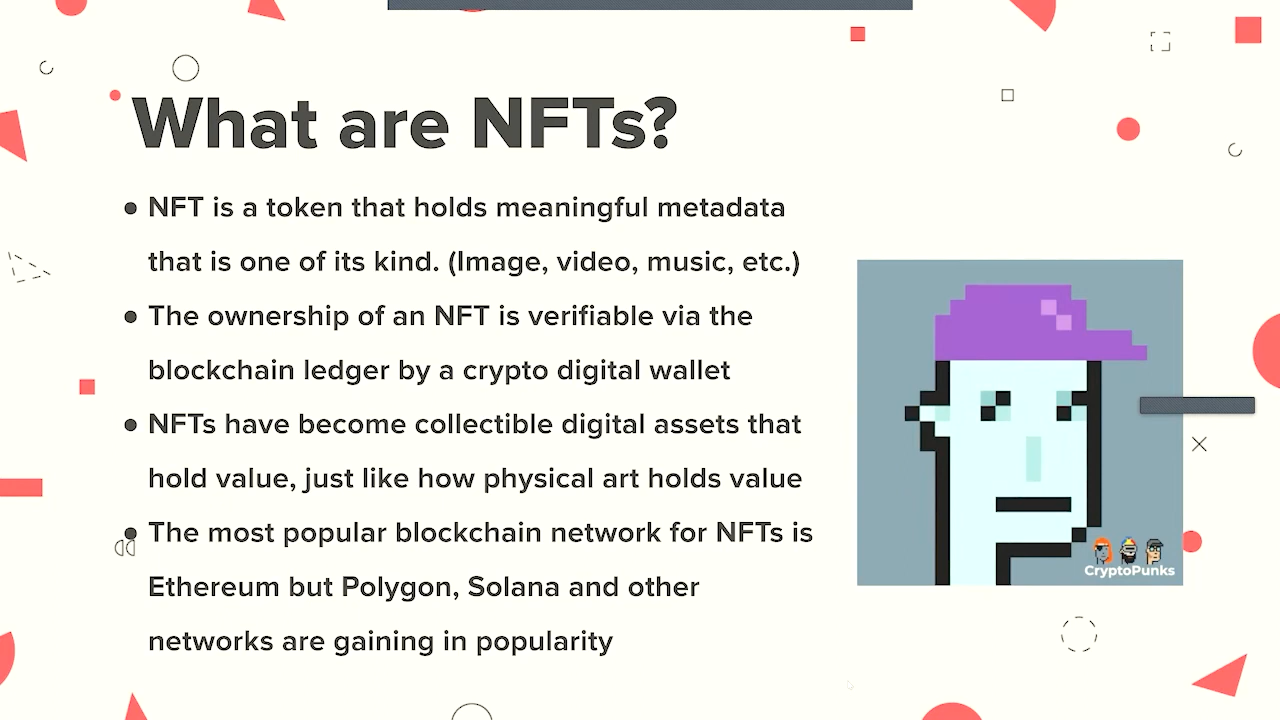 What are NFTs?
• NFT is a token that holds meaningful metadata
that is one of its kind. (Image, video, music, etc.)
• The ownership of an NFT is verifiable via the
blockchain ledger by a crypto digital wallet
• NFTs have become collectible digital assets that
hold value, just like how physical art holds value
• The most popular blockchain network for NFTs is
Ethereum but Polygon, Solana and other
networks are gaining in popularity
CryptoPunks